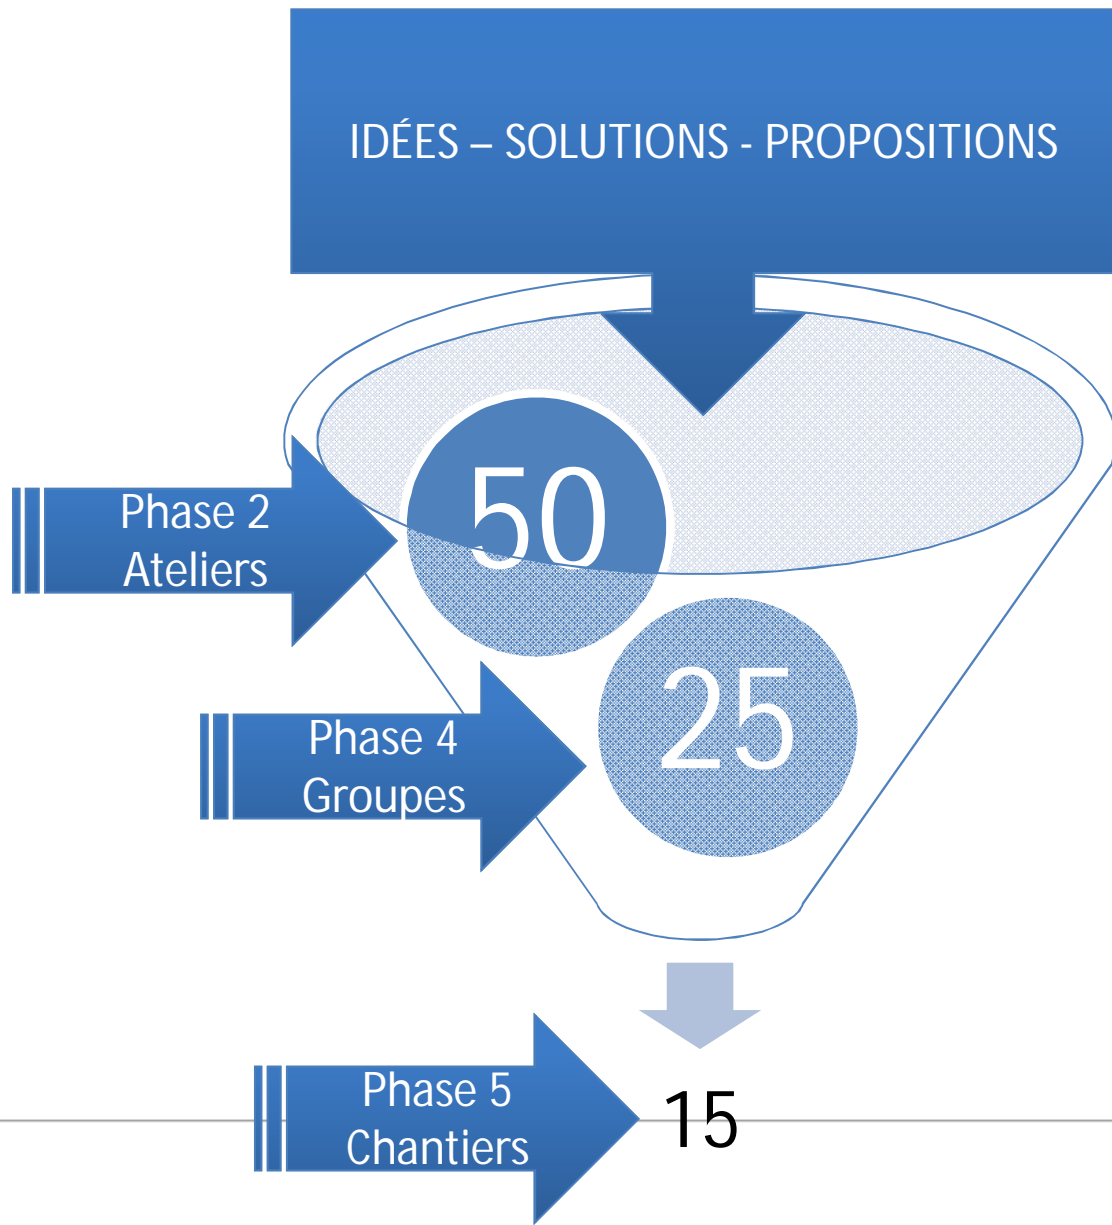 IDÉES – SOLUTIONS - PROPOSITIONS
Phase 2
Ateliers
50
Phase 4
Groupes
25
Phase 5
Chantiers
15